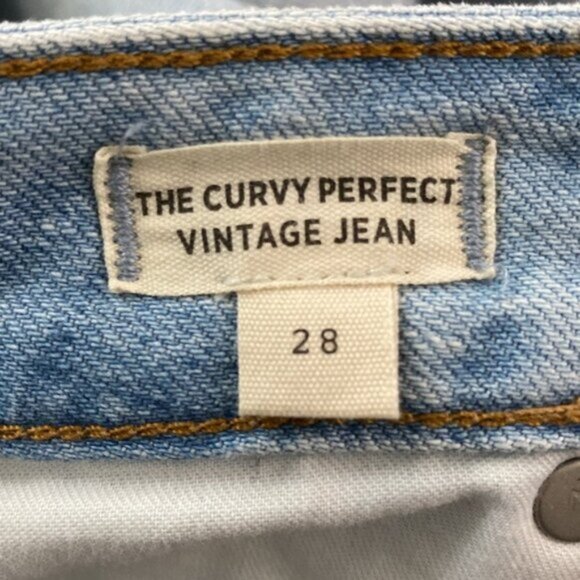 THE CURVY PERFECT
VINTAGE JEAN
28